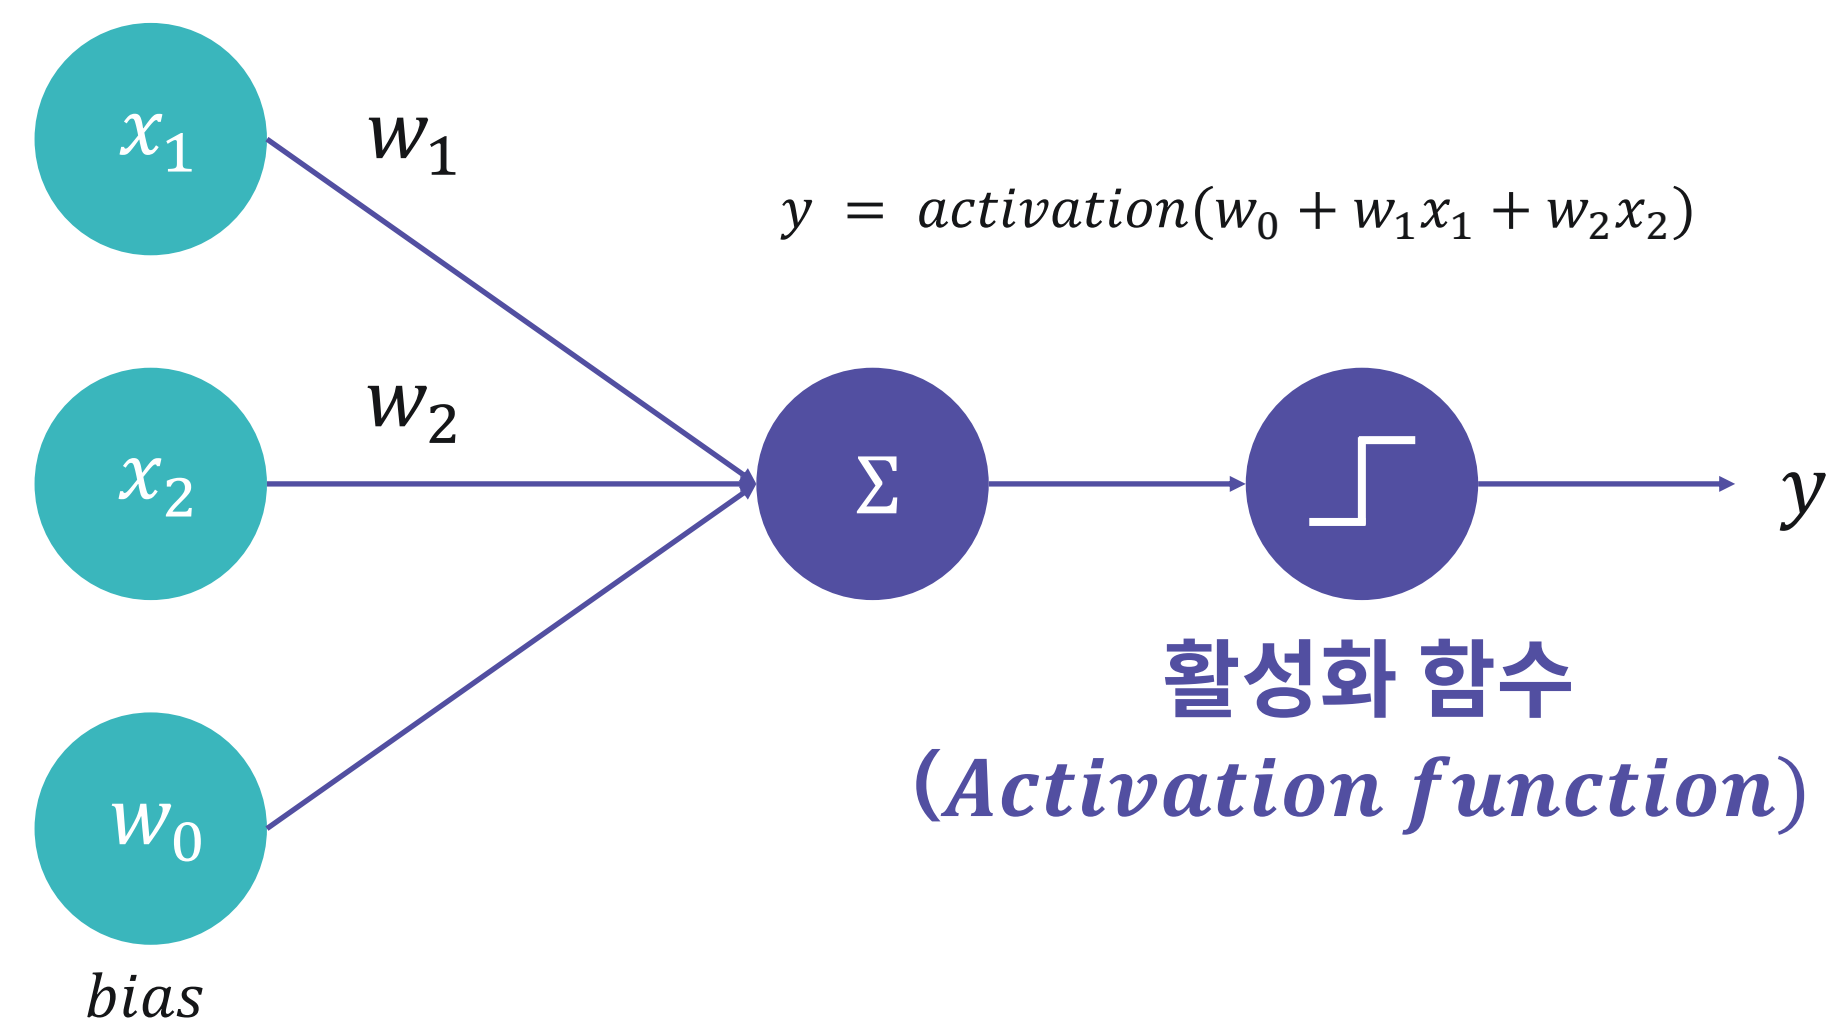 x₁
w₁
y = activation(w₀ + w₁x₁ + w₂x₂)
w₂
x₂
Σ
y
활성화 함수
(Activation function)
w₀
bias